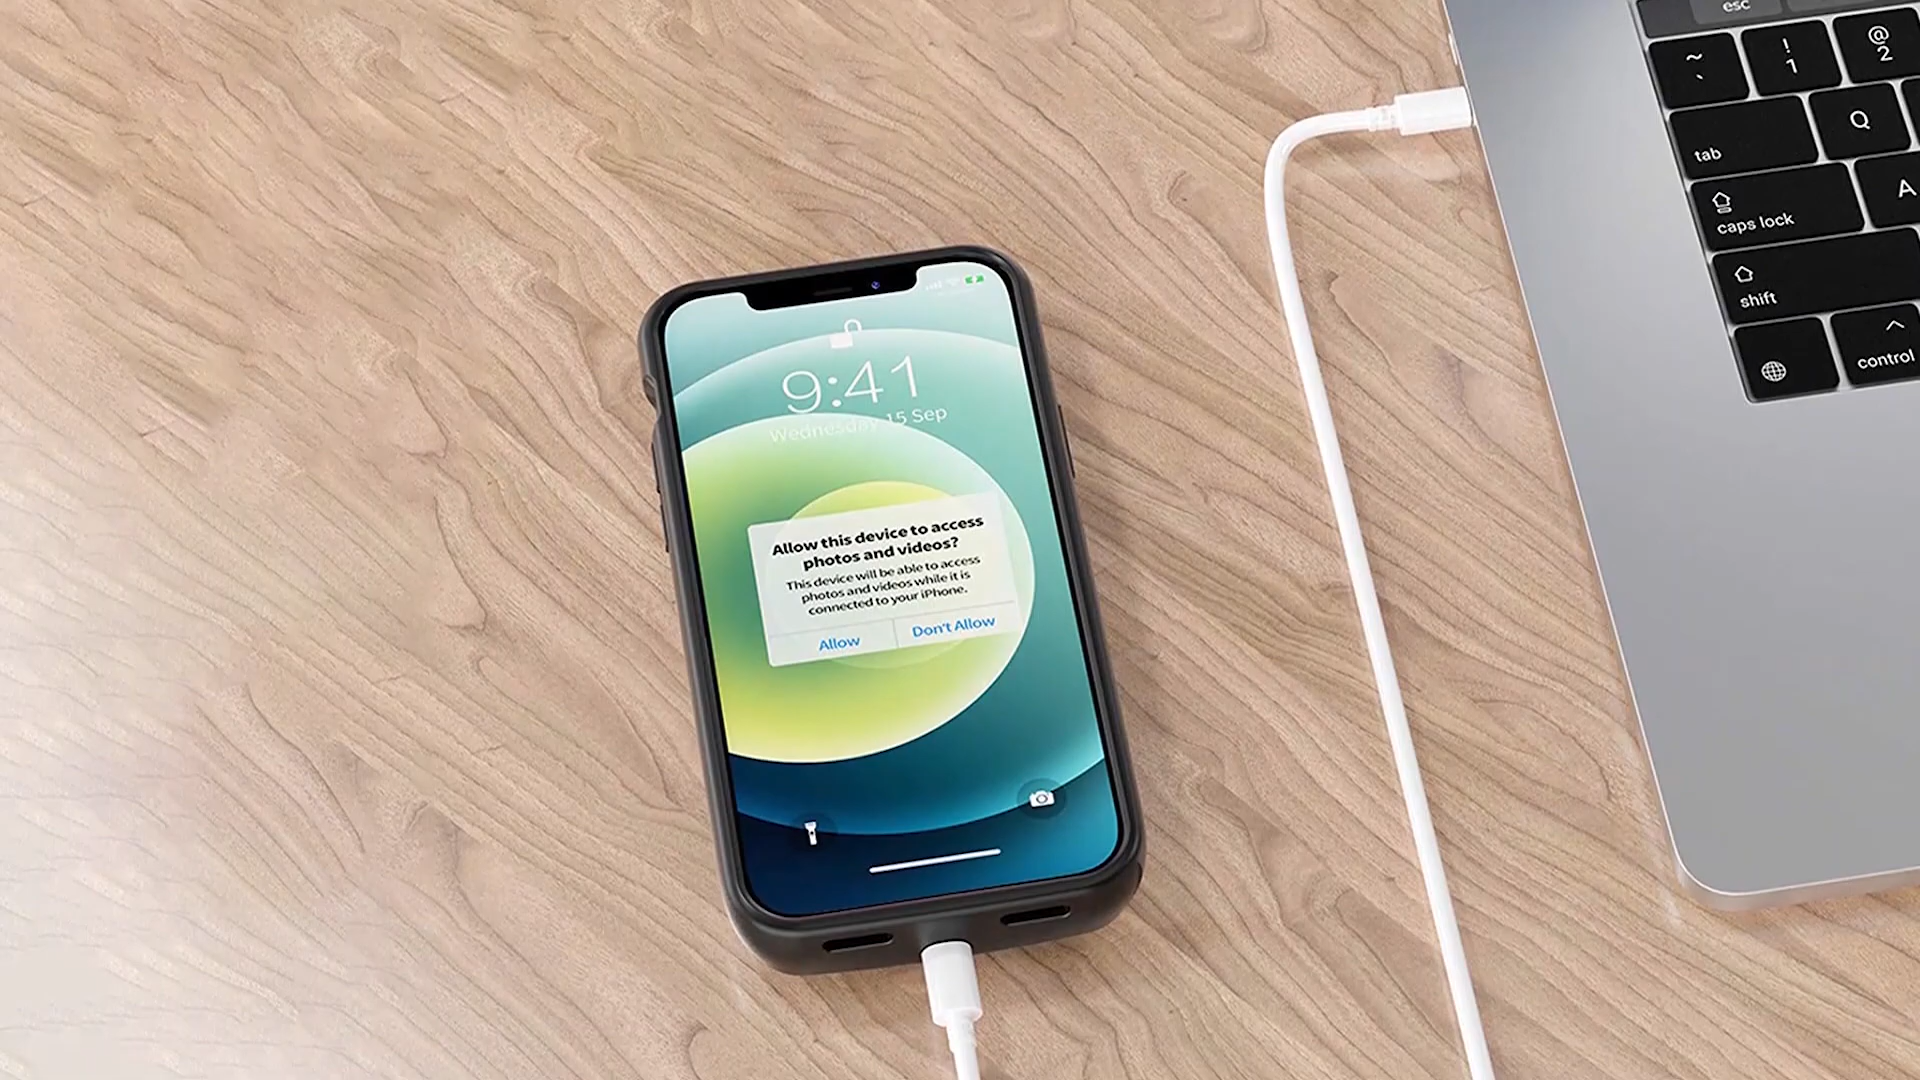 9:41
Wednesday 15 Sep
Allow this device to access
photos and videos?
This device will be able to access
photos and videos while it is
connected to your iPhone.
Allow
Don't Allow
esc
~
`
!
1
@
2
tab
Q
caps lock
A
shift
control